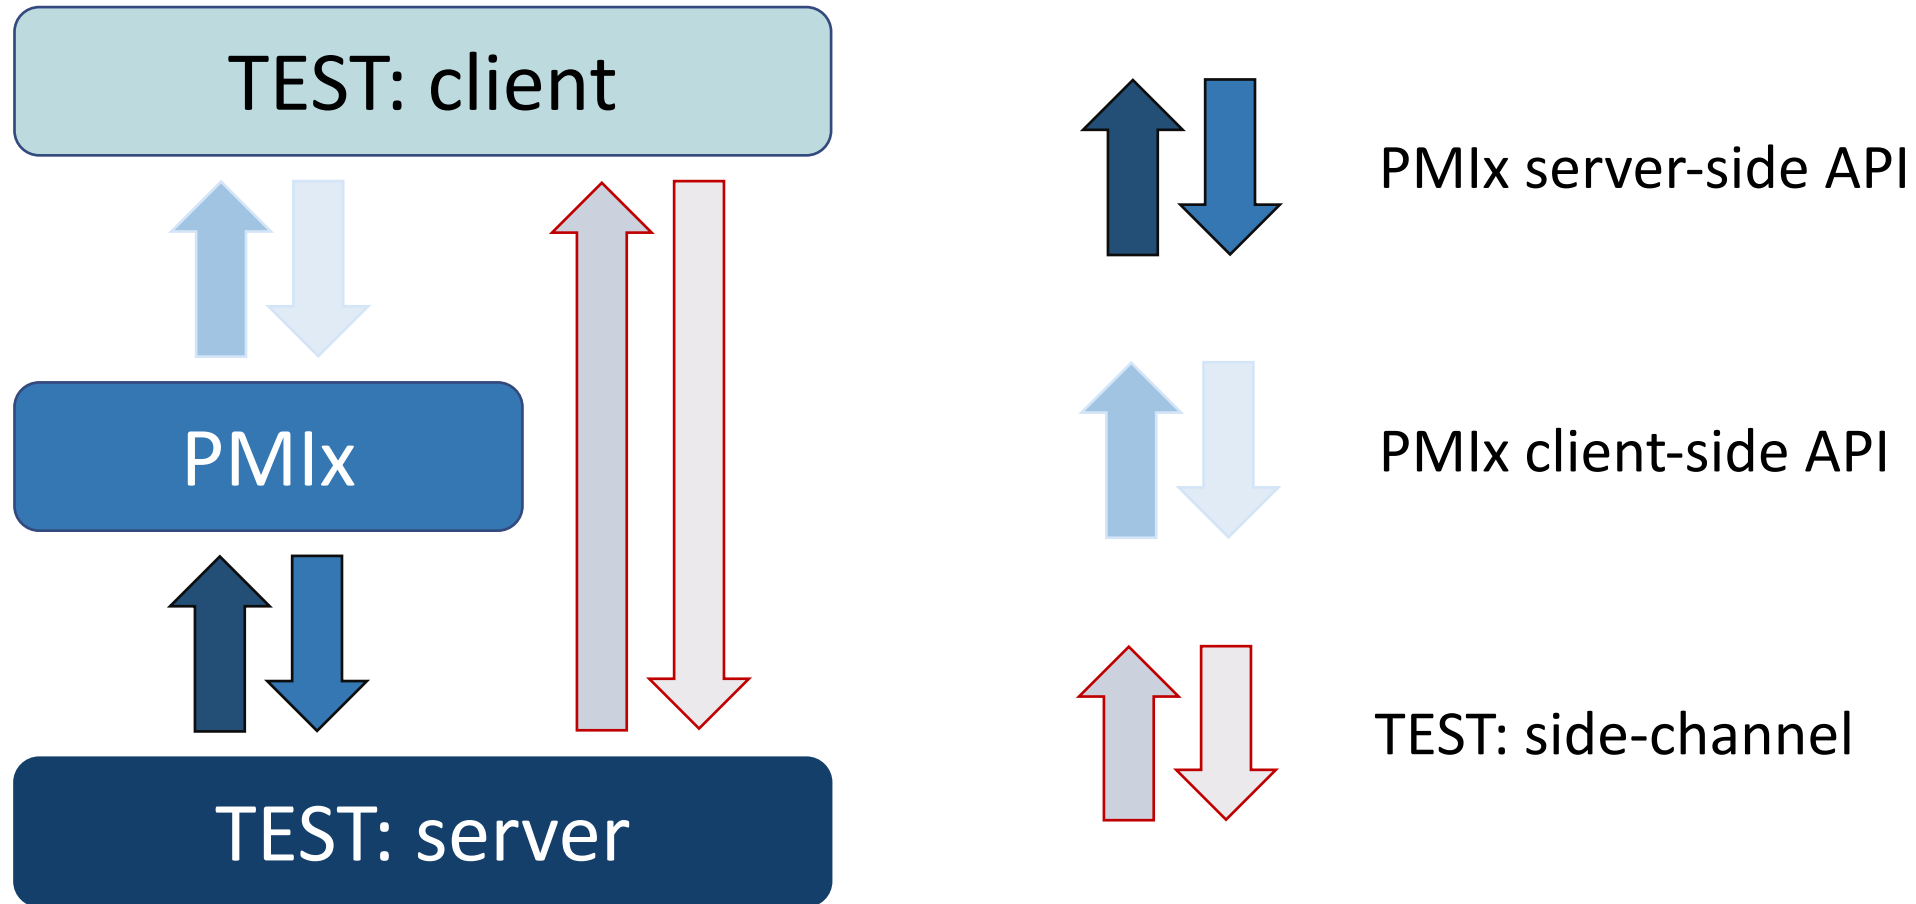 TEST: client
PMIx server-side API
PMIx
PMIx client-side API
TEST: side-channel
TEST: server